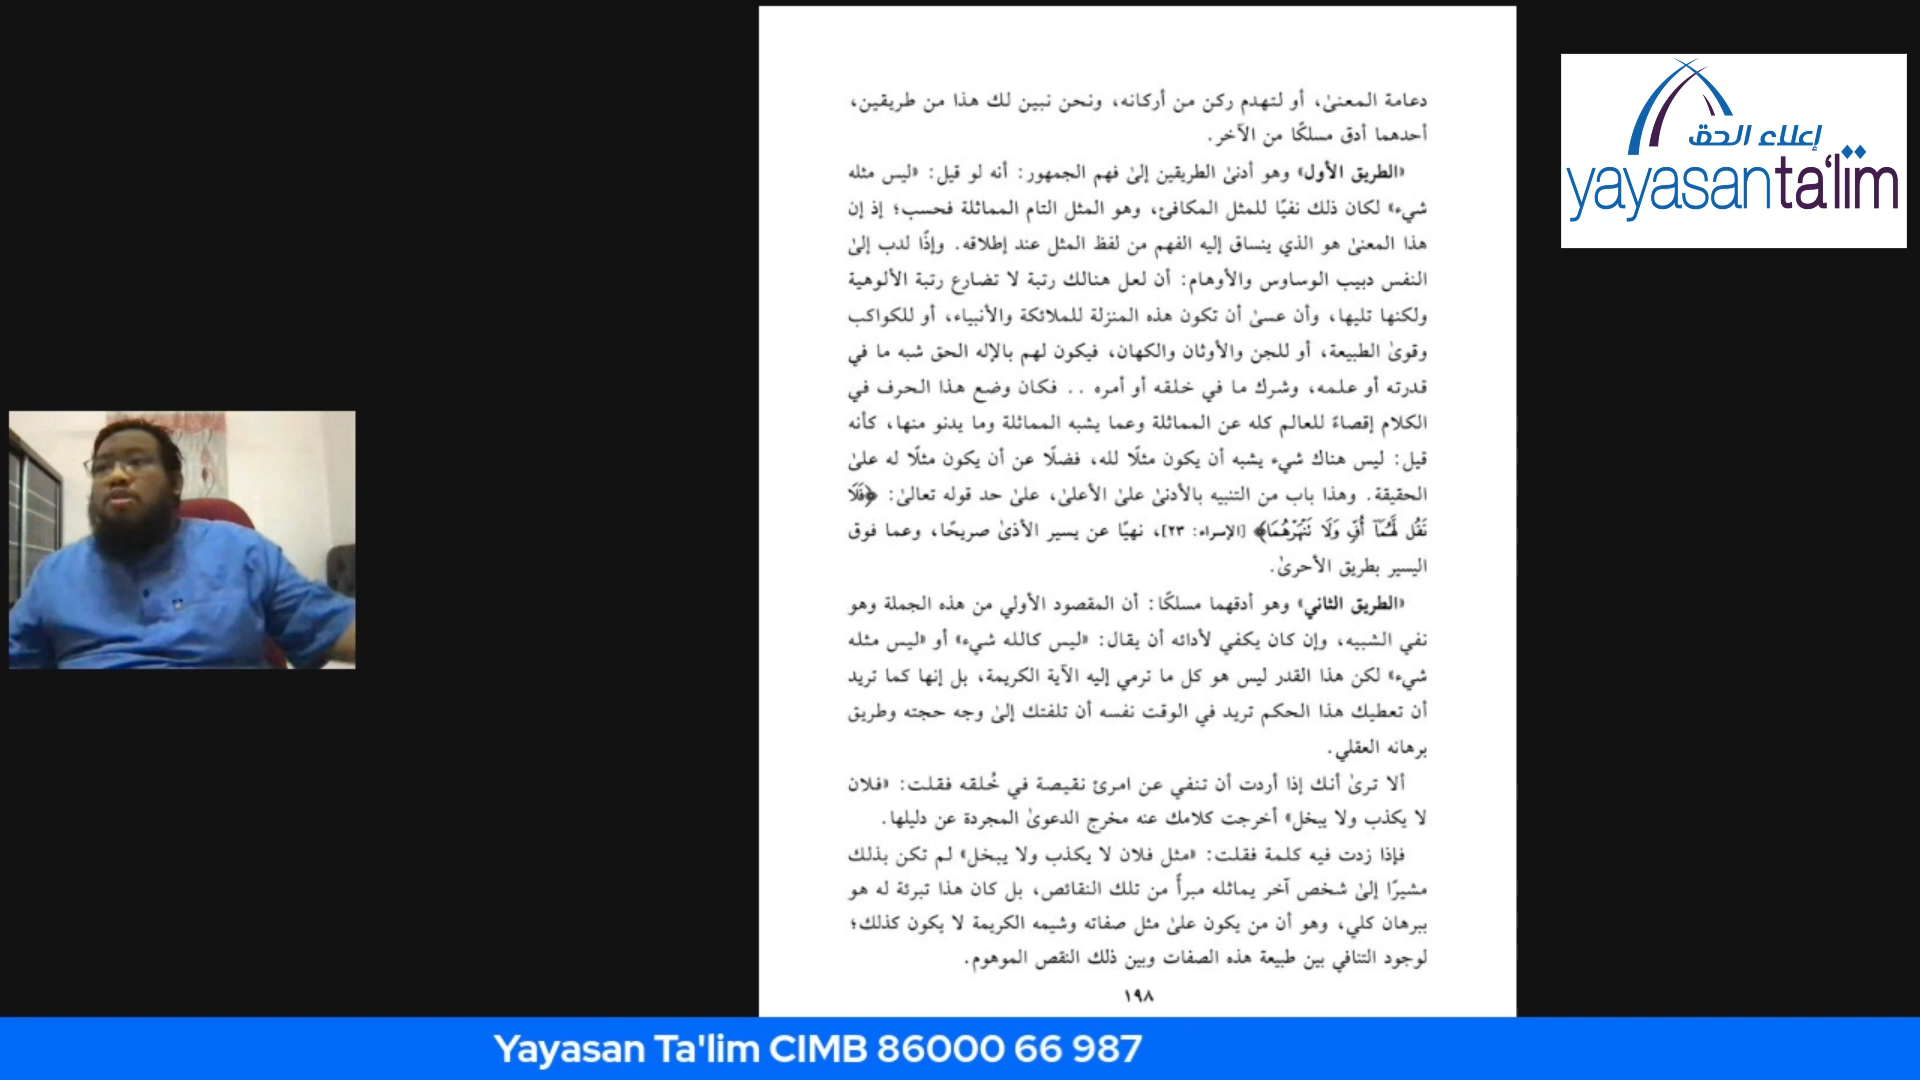 دعامة المعنىٰ، أو لتهدم ركن من أركانه، ونحن نبين لك هذا من طريقين،
أحدهما أدق مسلكًا من الآخر.
«الطريق الأول» وهو أدنىٰ الطريقين إلىٰ فهم الجمهور: أنه لو قيل: «ليس مثله
شيء» لكان ذلك نفيًا للمثل المكافئ، وهو المثل التام المماثلة فحسب؛ إذ إن
هذا المعنىٰ هو الذي ينساق إليه الفهم من لفظ المثل عند إطلاقه. وإذًا لدب إلىٰ
النفس دبيب الوساوس والأوهام: أن لعل هنالك رتبة لا تضارع رتبة الألوهية
ولكنها تليها، وأن عسىٰ أن تكون هذه المنزلة للملائكة والأنبياء، أو للكواكب
وقوىٰ الطبيعة، أو للجن والأوثان والكهان، فيكون لهم بالإله الحق شبه ما في
قدرته أو علمه، وشرك ما في خلقه أو أمره .. فكان وضع هذا الحرف في
الكلام إقصاءً للعالم كله عن المماثلة وعما يشبه المماثلة وما يدنو منها، كأنه
قيل: ليس هناك شيء يشبه أن يكون مثلًا لله، فضلًا عن أن يكون مثلًا له علىٰ
الحقيقة. وهذا باب من التنبيه بالأدنىٰ علىٰ الأعلىٰ، علىٰ حد قوله تعالىٰ: ﴿فَلَا
تَقُل لَّهُمَآ أُفٍّ وَلَا تَنْهَرْهُمَا﴾ [الإسراء: ٢٣]، نهيًا عن يسير الأذىٰ صريحًا، وعما فوق
اليسير بطريق الأحرىٰ.
«الطريق الثاني» وهو أدقهما مسلكًا: أن المقصود الأولي من هذه الجملة وهو
نفي الشبيه، وإن كان يكفي لأدائه أن يقال: «ليس كالله شيء» أو «ليس مثله
شيء» لكن هذا القدر ليس هو كل ما ترمي إليه الآية الكريمة، بل إنها كما تريد
أن تعطيك هذا الحكم تريد في الوقت نفسه أن تلفتك إلىٰ وجه حجته وطريق
برهانه العقلي.
ألا ترىٰ أنك إذا أردت أن تنفي عن امرئ نقيصة في خُلقه فقلت: «فلان
لا يكذب ولا يبخل» أخرجت كلامك عنه مخرج الدعوىٰ المجردة عن دليلها.
فإذا زدت فيه كلمة فقلت: «مثل فلان لا يكذب ولا يبخل» لم تكن بذلك
مشيرًا إلىٰ شخص آخر يماثله مبرأً من تلك النقائص، بل كان هذا تبرئة له هو
ببرهان كلي، وهو أن من يكون علىٰ مثل صفاته وشيمه الكريمة لا يكون كذلك؛
لوجود التنافي بين طبيعة هذه الصفات وبين ذلك النقص الموهوم.
١٩٨
إعلاء الحق
yayasanta'lim
Yayasan Ta'lim CIMB 86000 66 987